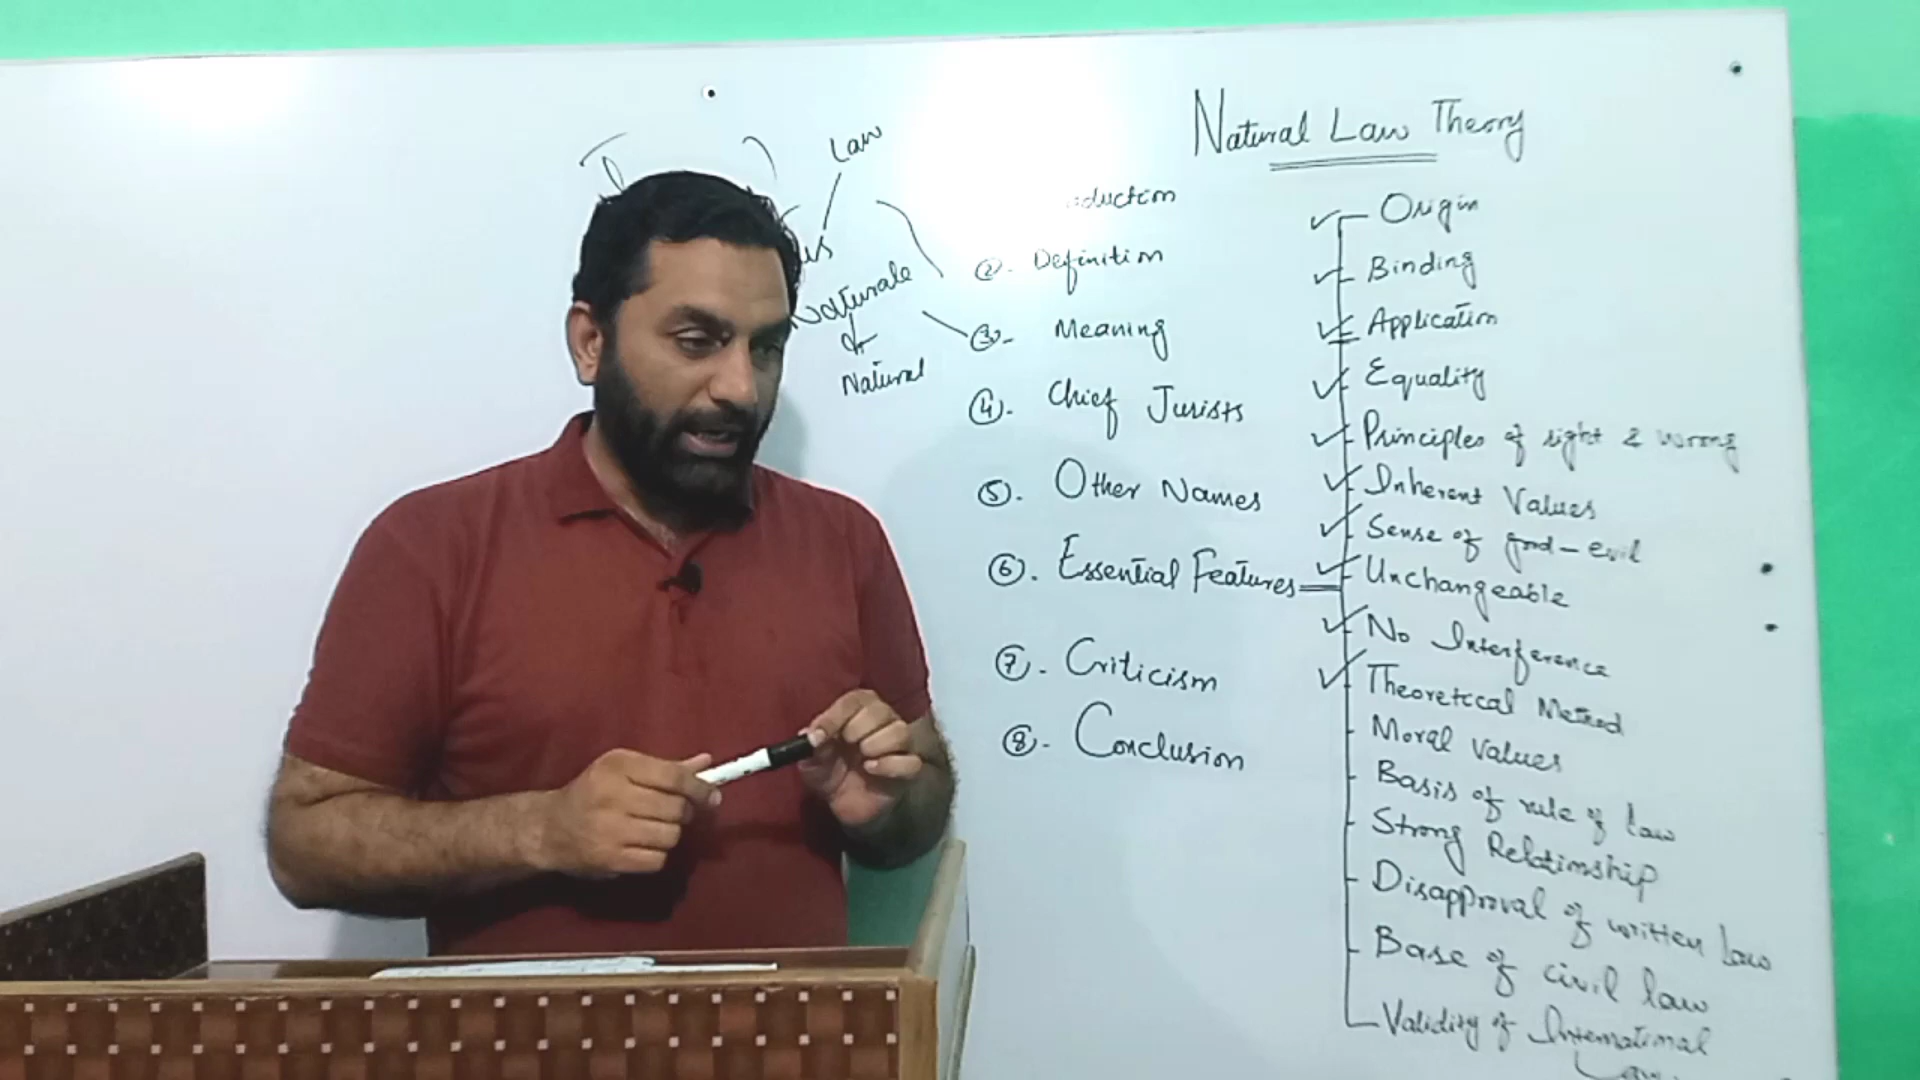 Natural Law Theory
Law
Naturale
Natural
②. Definition
③- Meaning
④. Chief Jurists
⑤. Other Names
⑥. Essential Features
⑦. Criticism
⑧. Conclusion
Origin
Binding
Application
Equality
Principles of right & wrong
Inherent Values
Sense of good-evil
Unchangeable
No Interference
Theoretical Method
Moral Values
Basis of rule of law
Strong Relationship
Disapproval of written law
Base of civil law
Validity of International